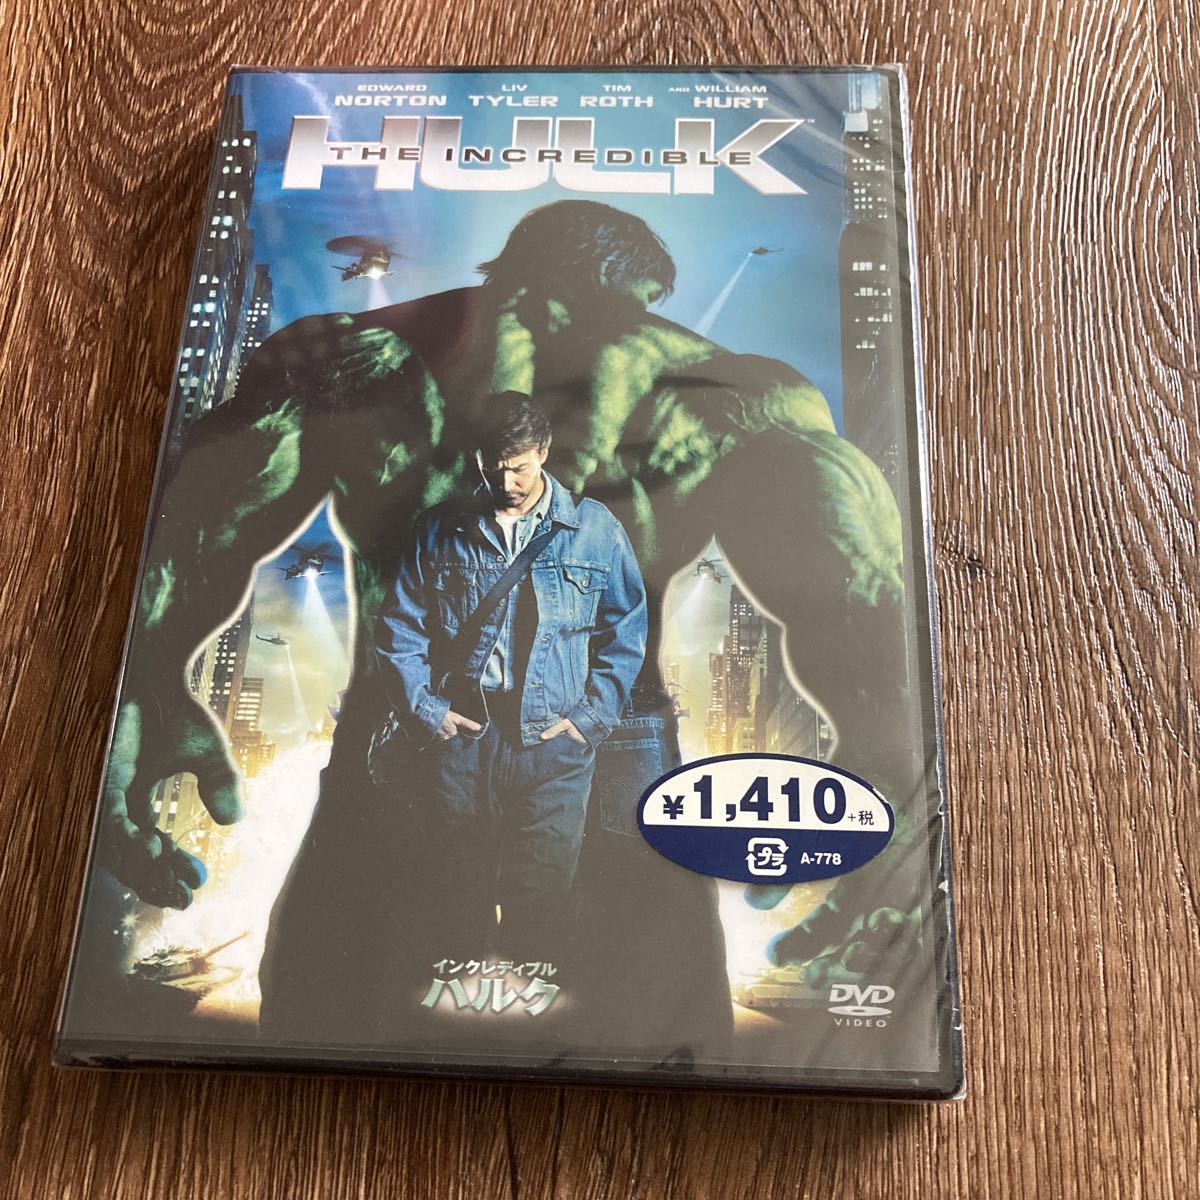 EDWARD NORTON LIV TYLER TIM ROTH AND WILLIAM HURT
THE INCREDIBLE
HULK™
¥1,410+税
プラ A-778
インクレディブル
ハルク
DVD
VIDEO